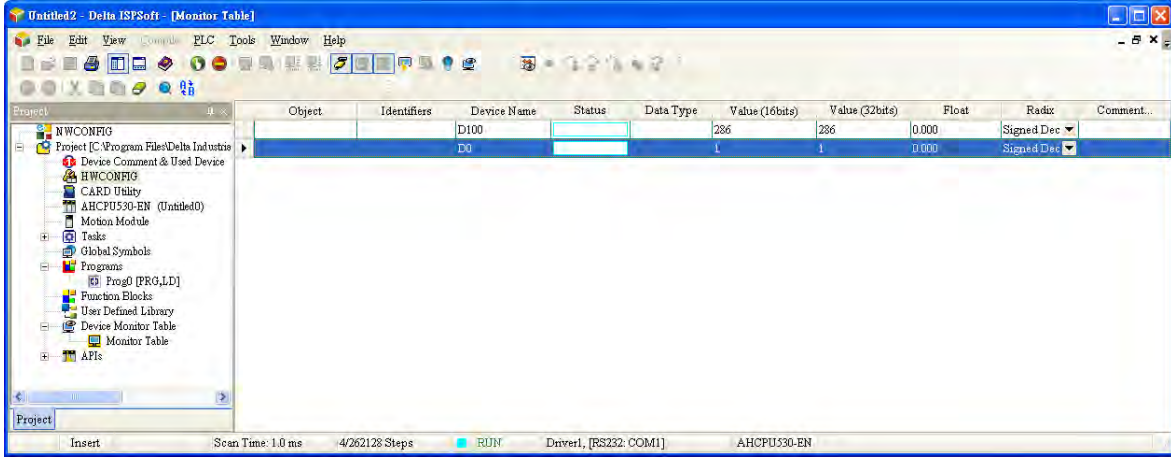 Untitled2 - Delta ISPSoft - [Monitor Table]
File Edit View Compile PLC Tools Window Help
Project
NWCONFIG
Project [C:\Program Files\Delta Industrie
Device Comment & Used Device
HWCONFIG
CARD Utility
AHCPU530-EN (Untitled0)
Motion Module
Tasks
Global Symbols
Programs
Prog0 [PRG,LD]
Function Blocks
User Defined Library
Device Monitor Table
Monitor Table
APIs
Project
Object Identifiers Device Name Status Data Type Value (16bits) Value (32bits) Float Radix Comment...
D100 286 286 0.000 Signed Dec
D0 1 1 0.000 Signed Dec
Insert Scan Time: 1.0 ms 4/262128 Steps RUN Driver1, [RS232: COM1] AHCPU530-EN